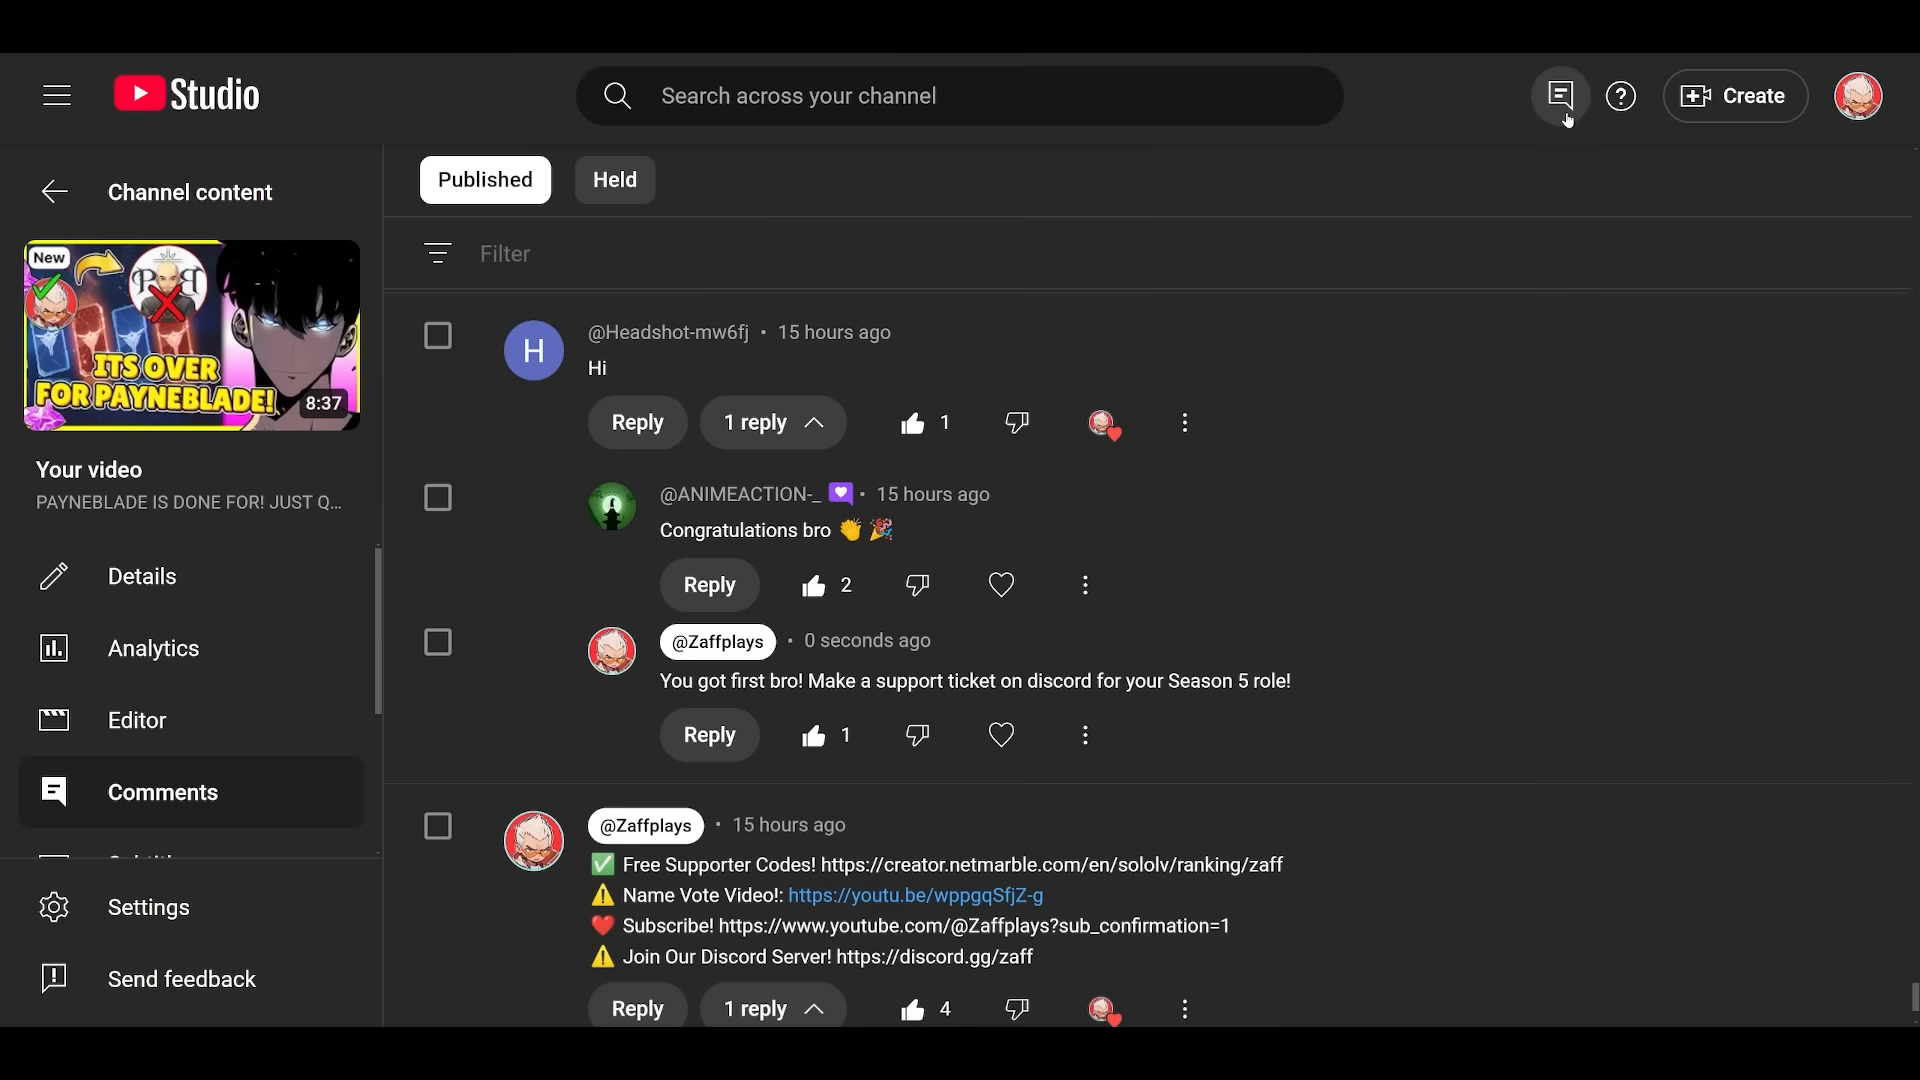 Studio
Search across your channel
Create
Channel content
Published
Held
Filter
New
PB
ITS OVER
FOR PAYNEBLADE!
8:37
Your video
PAYNEBLADE IS DONE FOR! JUST Q...
Details
Analytics
Editor
Comments
Settings
Send feedback
H
@Headshot-mw6fj • 15 hours ago
Hi
Reply 1 reply 1
@ANIMEACTION-_ • 15 hours ago
Congratulations bro 👏 🎉
Reply 2
@Zaffplays • 0 seconds ago
You got first bro! Make a support ticket on discord for your Season 5 role!
Reply 1
@Zaffplays • 15 hours ago
✅ Free Supporter Codes! https://creator.netmarble.com/en/sololv/ranking/zaff
⚠️ Name Vote Video!: https://youtu.be/wppgqSfjZ-g
❤️ Subscribe! https://www.youtube.com/@Zaffplays?sub_confirmation=1
⚠️ Join Our Discord Server! https://discord.gg/zaff
Reply 1 reply 4